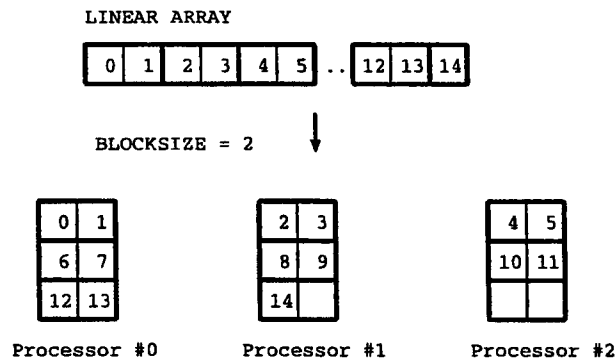 LINEAR ARRAY
0 1 2 3 4 5 .. 12 13 14
BLOCKSIZE = 2
0 1 2 3 4 5
6 7 8 9 10 11
12 13 14
Processor #0 Processor #1 Processor #2